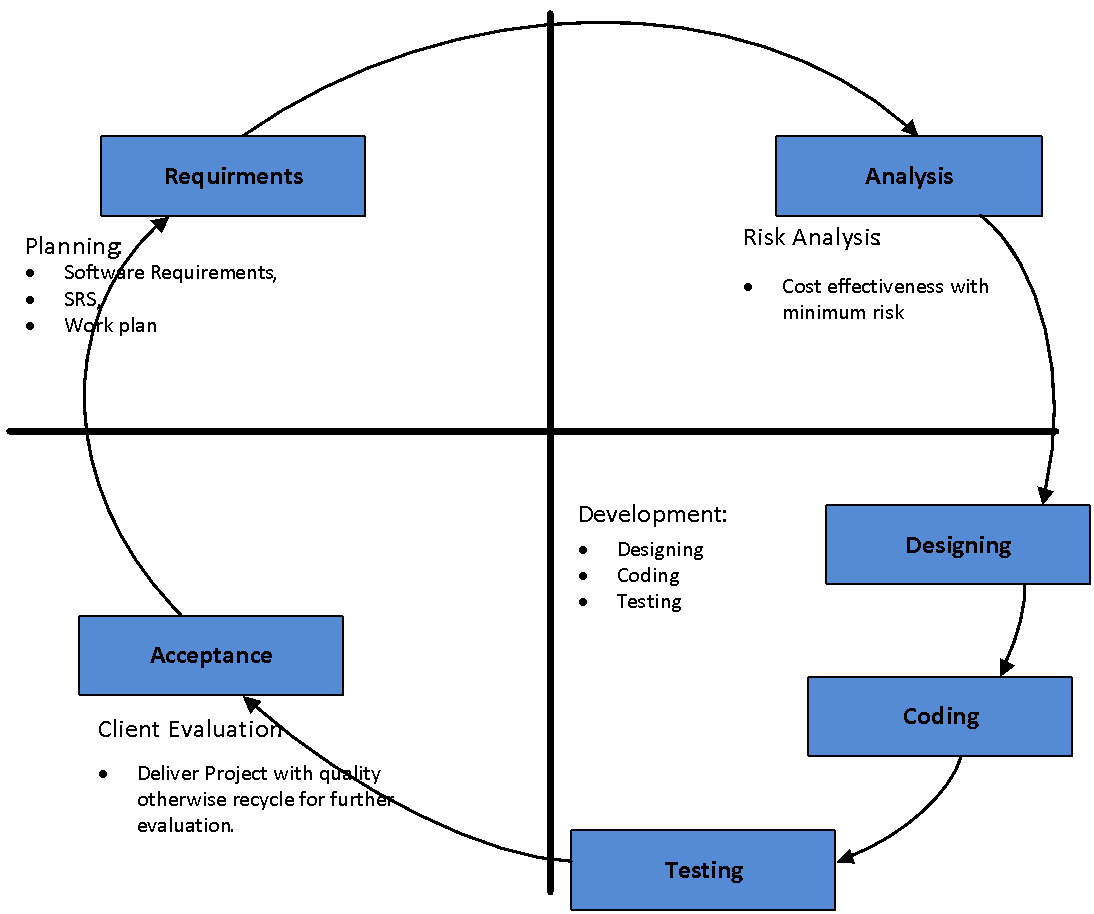 Requirments
Planning:
• Software Requirements,
• SRS,
• Work plan
Analysis
Risk Analysis:
• Cost effectiveness with
minimum risk
Development:
• Designing
• Coding
• Testing
Designing
Coding
Testing
Acceptance
Client Evaluation:
• Deliver Project with quality
otherwise recycle for further
evaluation.